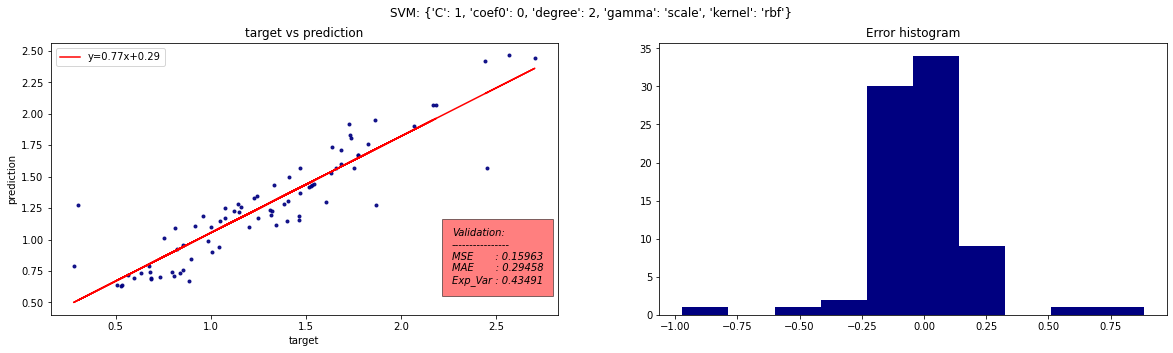 SVM: {'C': 1, 'coef0': 0, 'degree': 2, 'gamma': 'scale', 'kernel': 'rbf'}
target vs prediction
y=0.77x+0.29
2.50
2.25
2.00
1.75
1.50
1.25
1.00
0.75
0.50
prediction
Validation:
----------------
MSE : 0.15963
MAE : 0.29458
Exp_Var : 0.43491
0.5 1.0 1.5 2.0 2.5
target
Error histogram
35
30
25
20
15
10
5
0
−1.00 −0.75 −0.50 −0.25 0.00 0.25 0.50 0.75